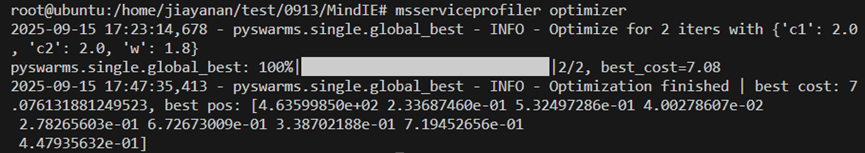 root@ubuntu:/home/jiayanan/test/0913/MindIE# msserviceprofiler optimizer
2025-09-15 17:23:14,678 - pyswarms.single.global_best - INFO - Optimize for 2 iters with {'c1': 2.0
, 'c2': 2.0, 'w': 1.8}
pyswarms.single.global_best: 100%|██████████|2/2, best_cost=7.08
2025-09-15 17:47:35,413 - pyswarms.single.global_best - INFO - Optimization finished | best cost: 7
.076131881249523, best pos: [4.63599850e+02 2.33687460e-01 5.32497286e-01 4.00278607e-02
 2.78265603e-01 6.72673009e-01 3.38702188e-01 7.19452656e-01
 4.47935632e-01]